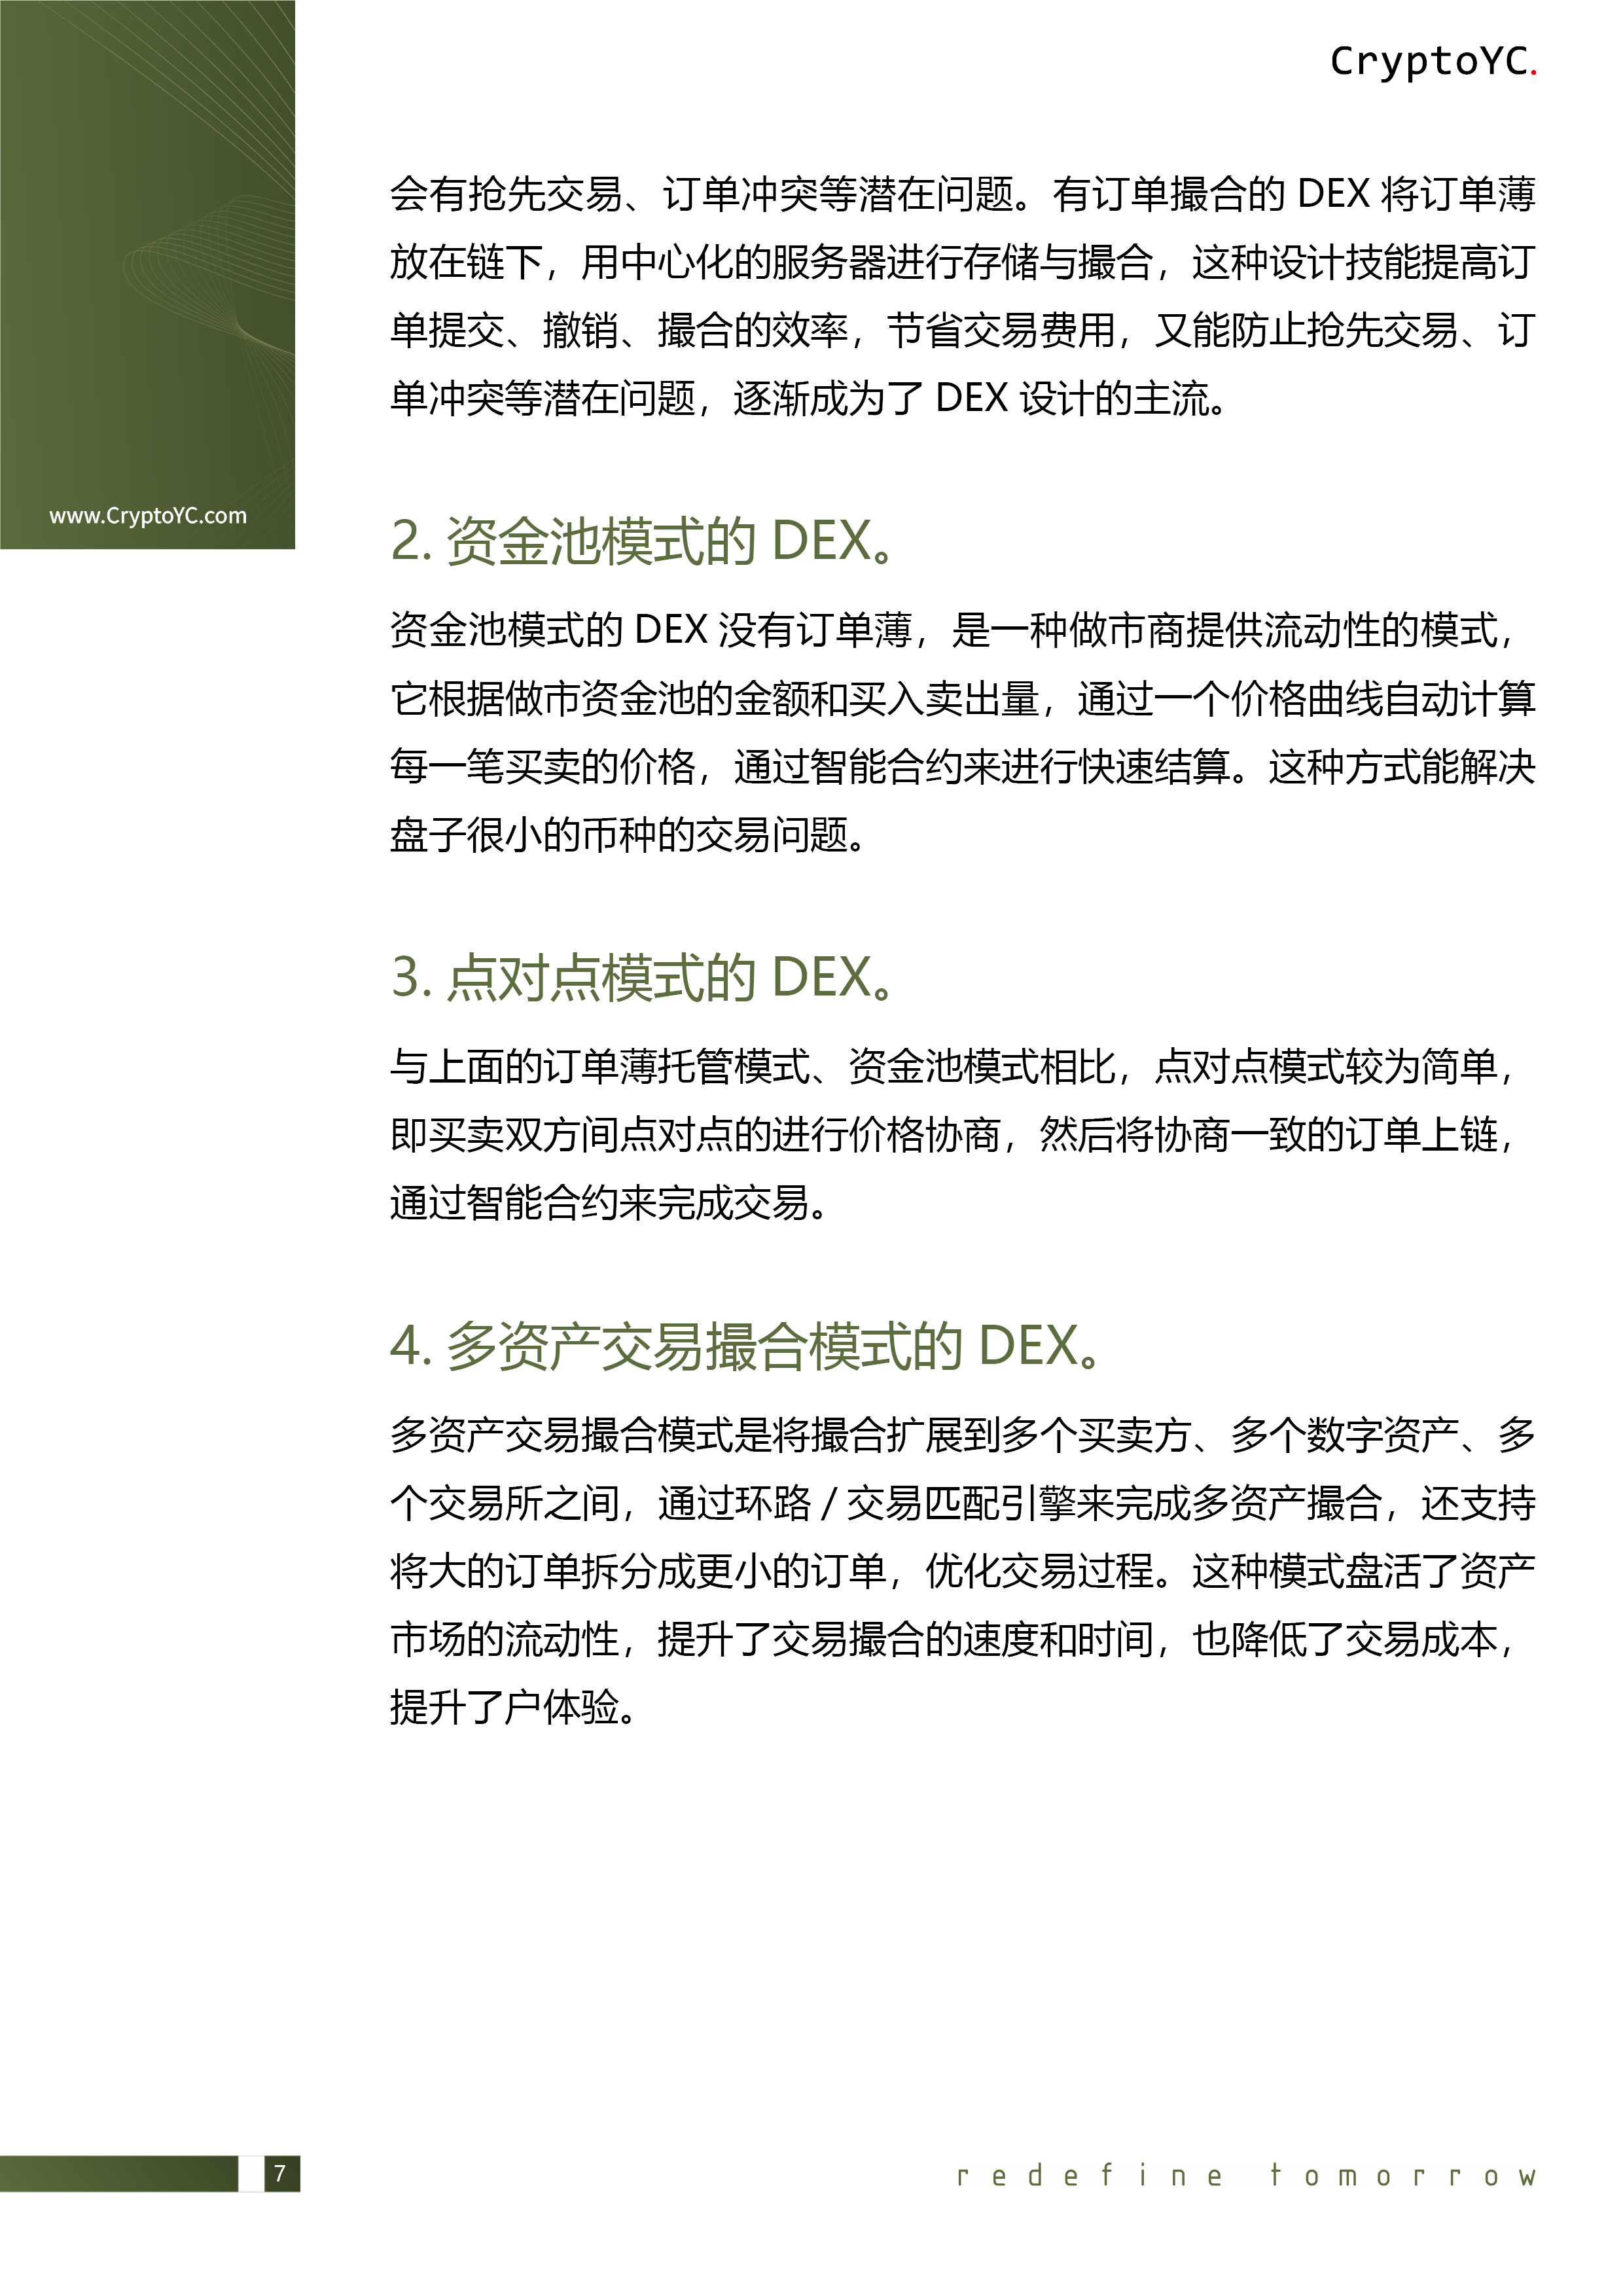 CryptoYC.
www.CryptoYC.com
会有抢先交易、订单冲突等潜在问题。有订单撮合的 DEX 将订单薄
放在链下，用中心化的服务器进行存储与撮合，这种设计技能提高订
单提交、撤销、撮合的效率，节省交易费用，又能防止抢先交易、订
单冲突等潜在问题，逐渐成为了 DEX 设计的主流。
2. 资金池模式的 DEX。
资金池模式的 DEX 没有订单薄，是一种做市商提供流动性的模式，
它根据做市资金池的金额和买入卖出量，通过一个价格曲线自动计算
每一笔买卖的价格，通过智能合约来进行快速结算。这种方式能解决
盘子很小的币种的交易问题。
3. 点对点模式的 DEX。
与上面的订单薄托管模式、资金池模式相比，点对点模式较为简单，
即买卖双方间点对点的进行价格协商，然后将协商一致的订单上链，
通过智能合约来完成交易。
4. 多资产交易撮合模式的 DEX。
多资产交易撮合模式是将撮合扩展到多个买卖方、多个数字资产、多
个交易所之间，通过环路 / 交易匹配引擎来完成多资产撮合，还支持
将大的订单拆分成更小的订单，优化交易过程。这种模式盘活了资产
市场的流动性，提升了交易撮合的速度和时间，也降低了交易成本，
提升了户体验。
7
redefine tomorrow